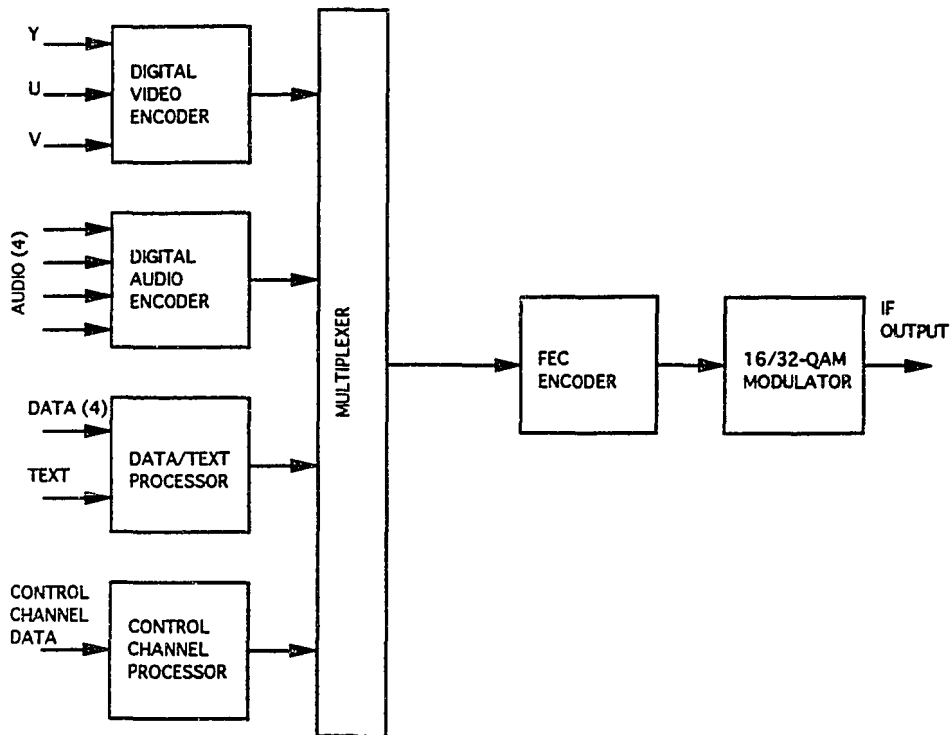 Y
U
V
DIGITAL
VIDEO
ENCODER
AUDIO (4)
DIGITAL
AUDIO
ENCODER
DATA (4)
TEXT
DATA/TEXT
PROCESSOR
CONTROL
CHANNEL
DATA
CONTROL
CHANNEL
PROCESSOR
MULTIPLEXER
FEC
ENCODER
16/32-QAM
MODULATOR
IF
OUTPUT